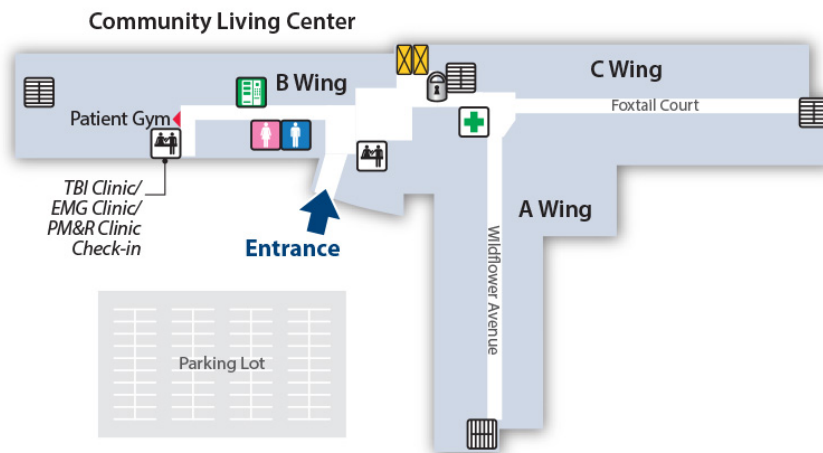 Community Living Center
B Wing
C Wing
Foxtail Court
Patient Gym
TBI Clinic/
EMG Clinic/
PM&R Clinic
Check-in
Entrance
A Wing
Wildflower Avenue
Parking Lot